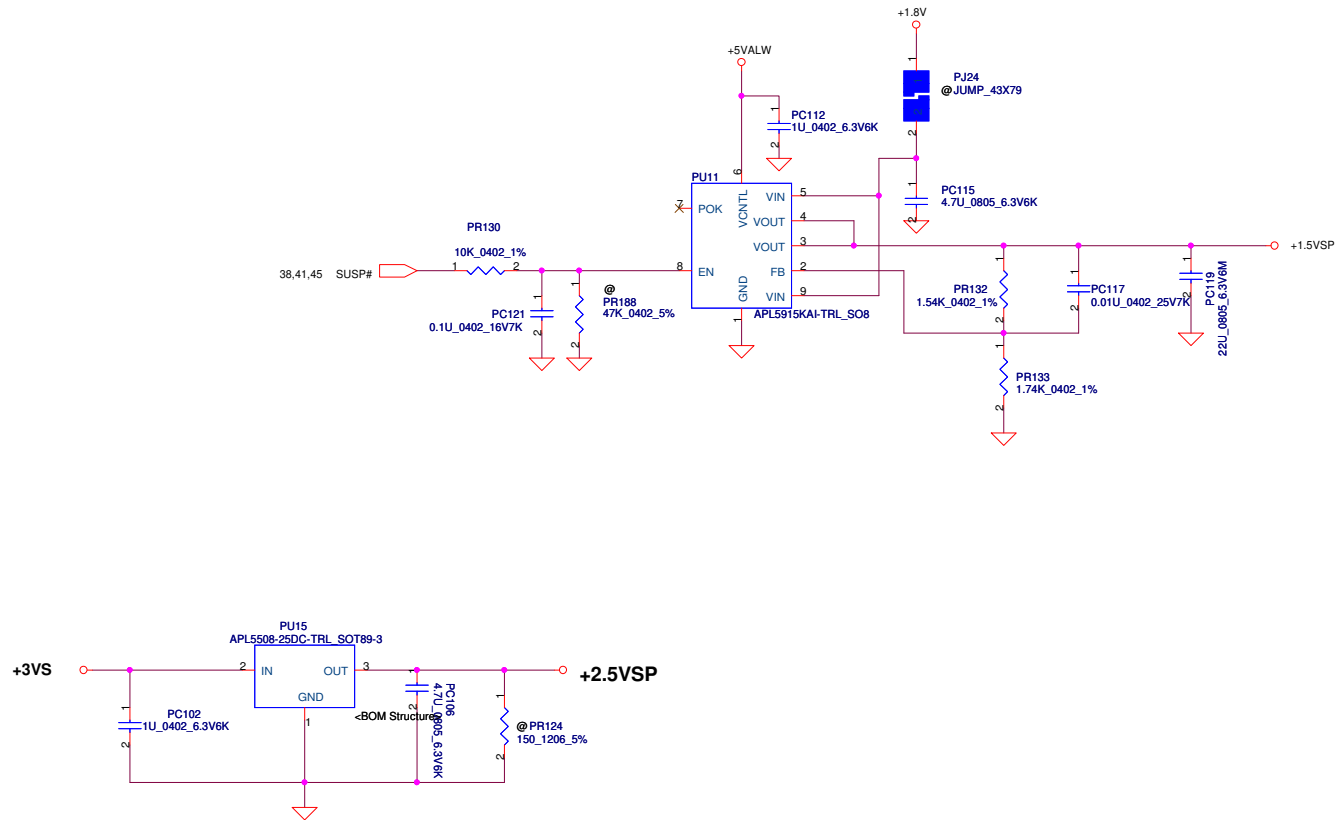 +1.8V
+5VALW
1
PJ24
@ JUMP_43X79
2
1
PC112
1U_0402_6.3V6K
2
6
PU11
1
PC115
4.7U_0805_6.3V6K
2
VCNTL
VIN 5
7 POK
VOUT 4
VOUT 3
+1.5VSP
PR130
10K_0402_1%
38,41,45 SUSP#
1 2
8 EN
FB 2
GND
VIN 9
APL5915KAI-TRL_SO8
1
1
PC121
0.1U_0402_16V7K
2
@
1
PR188
47K_0402_5%
2
1
PR132
1.54K_0402_1%
2
1
PC117
0.01U_0402_25V7K
2
1
PC119
22U_0805_6.3V6M
2
1
PR133
1.74K_0402_1%
2
PU15
APL5508-25DC-TRL_SOT89-3
+3VS
2 IN
OUT 3
+2.5VSP
GND
1
<BOM Structure>
1
PC102
1U_0402_6.3V6K
2
1
PC106
4.7U_0805_6.3V6K
2
1
@ PR124
150_1206_5%
2